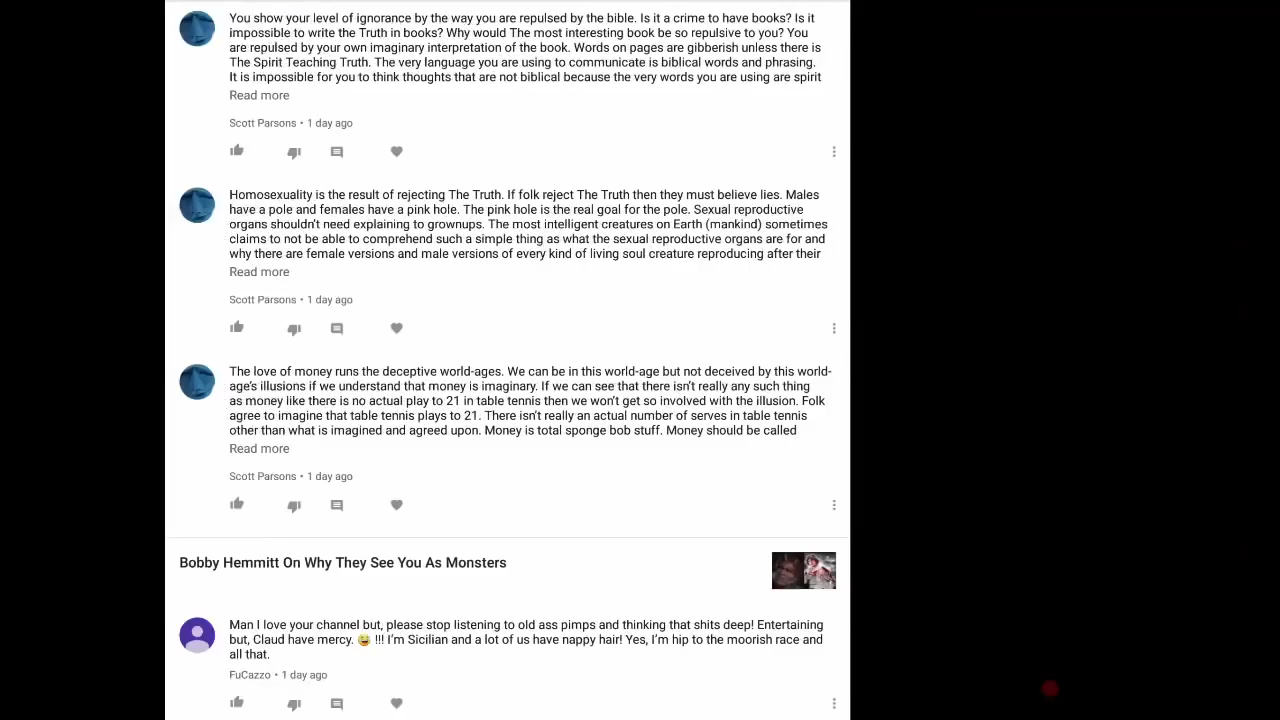 You show your level of ignorance by the way you are repulsed by the bible. Is it a crime to have books? Is it
impossible to write the Truth in books? Why would The most interesting book be so repulsive to you? You
are repulsed by your own imaginary interpretation of the book. Words on pages are gibberish unless there is
The Spirit Teaching Truth. The very language you are using to communicate is biblical words and phrasing.
It is impossible for you to think thoughts that are not biblical because the very words you are using are spirit
Read more
Scott Parsons • 1 day ago
Homosexuality is the result of rejecting The Truth. If folk reject The Truth then they must believe lies. Males
have a pole and females have a pink hole. The pink hole is the real goal for the pole. Sexual reproductive
organs shouldn't need explaining to grownups. The most intelligent creatures on Earth (mankind) sometimes
claims to not be able to comprehend such a simple thing as what the sexual reproductive organs are for and
why there are female versions and male versions of every kind of living soul creature reproducing after their
Read more
Scott Parsons • 1 day ago
The love of money runs the deceptive world-ages. We can be in this world-age but not deceived by this world-
age's illusions if we understand that money is imaginary. If we can see that there isn't really any such thing
as money like there is no actual play to 21 in table tennis then we won't get so involved with the illusion. Folk
agree to imagine that table tennis plays to 21. There isn't really an actual number of serves in table tennis
other than what is imagined and agreed upon. Money is total sponge bob stuff. Money should be called
Read more
Scott Parsons • 1 day ago
Bobby Hemmitt On Why They See You As Monsters
Man I love your channel but, please stop listening to old ass pimps and thinking that shits deep! Entertaining
but, Claud have mercy. 😅 !!! I'm Sicilian and a lot of us have nappy hair! Yes, I'm hip to the moorish race and
all that.
FuCazzo • 1 day ago